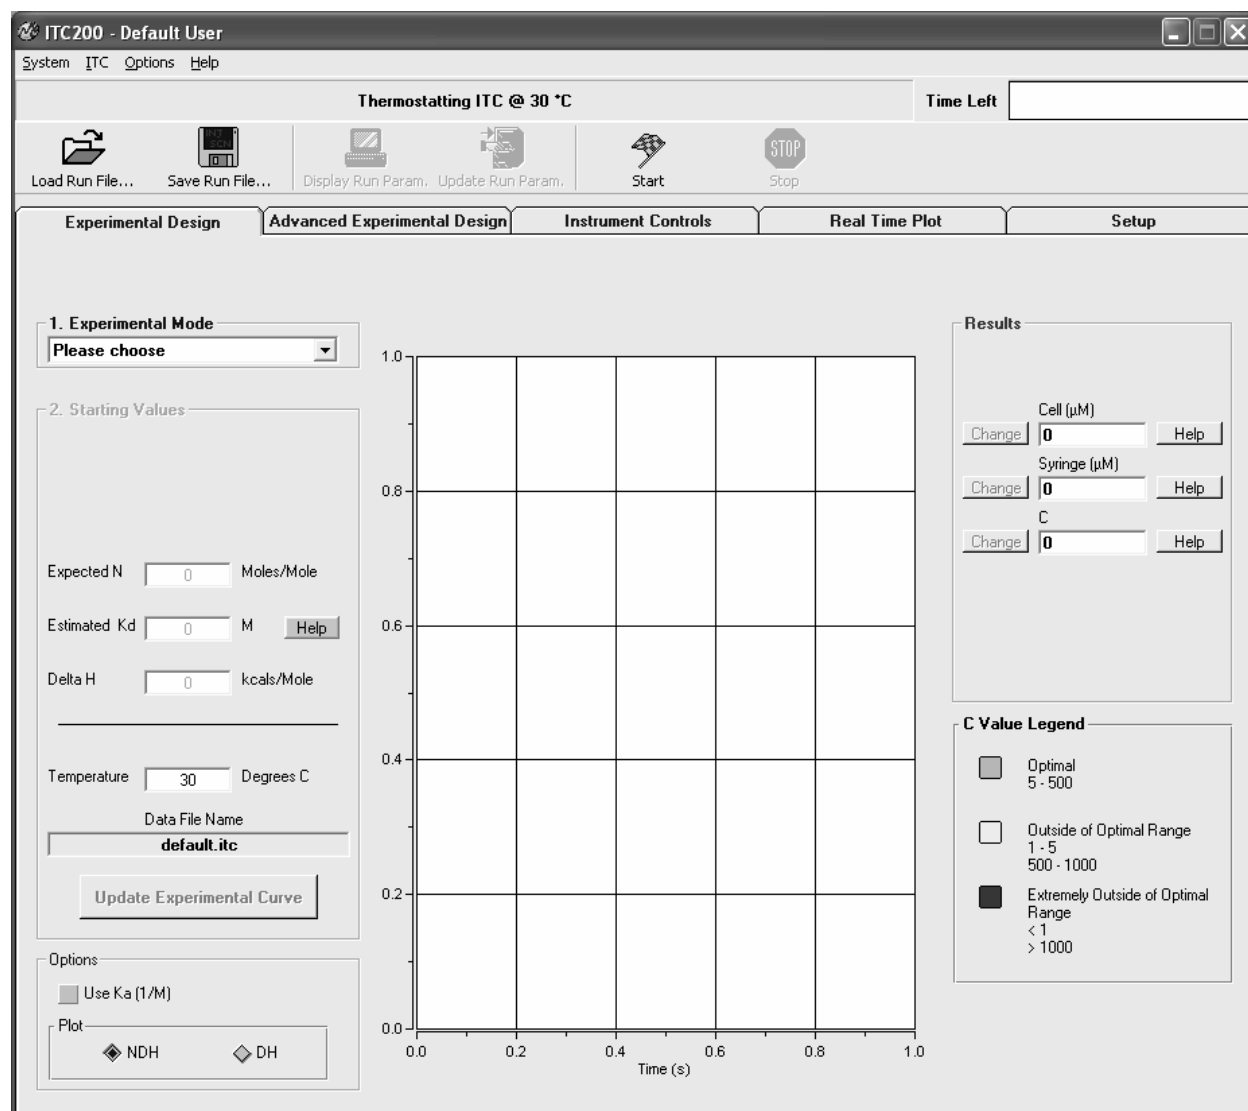 ITC200 - Default User
System ITC Options Help
Thermostatting ITC @ 30 °C
Time Left
Load Run File...
Save Run File...
Display Run Param.
Update Run Param.
Start
STOP
Stop
Experimental Design
Advanced Experimental Design
Instrument Controls
Real Time Plot
Setup
1. Experimental Mode
Please choose
2. Starting Values
Expected N 0 Moles/Mole
Estimated Kd 0 M Help
Delta H 0 kcals/Mole
Temperature 30 Degrees C
Data File Name
default.itc
Update Experimental Curve
Options
Use Ka (1/M)
Plot
NDH DH
1.0
0.8
0.6
0.4
0.2
0.0
0.0 0.2 0.4 0.6 0.8 1.0
Time (s)
Results
Cell (µM)
Change 0 Help
Syringe (µM)
Change 0 Help
C
Change 0 Help
C Value Legend
Optimal
5 - 500
Outside of Optimal Range
1 - 5
500 - 1000
Extremely Outside of Optimal
Range
< 1
> 1000